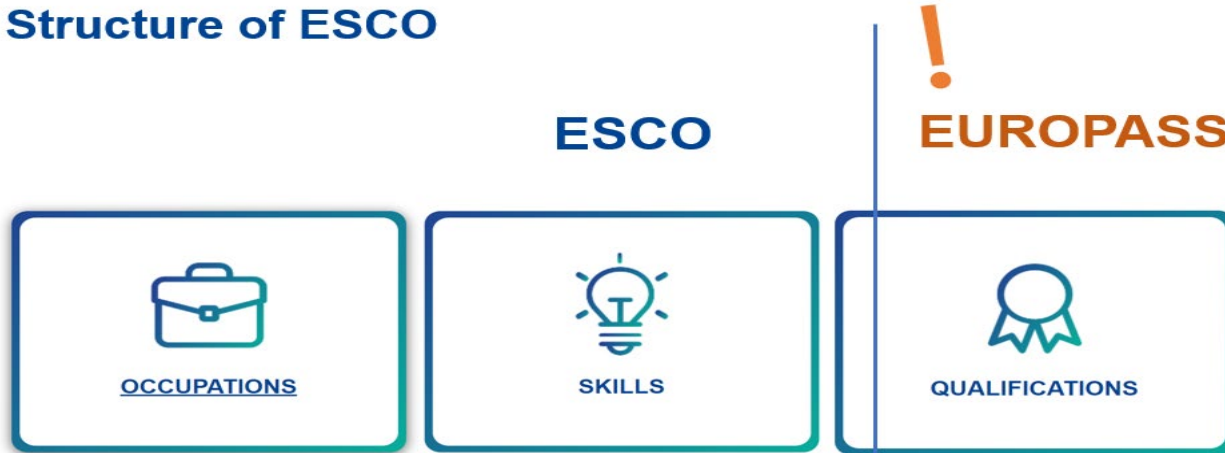 Structure of ESCO
!
ESCO
EUROPASS
OCCUPATIONS
SKILLS
QUALIFICATIONS